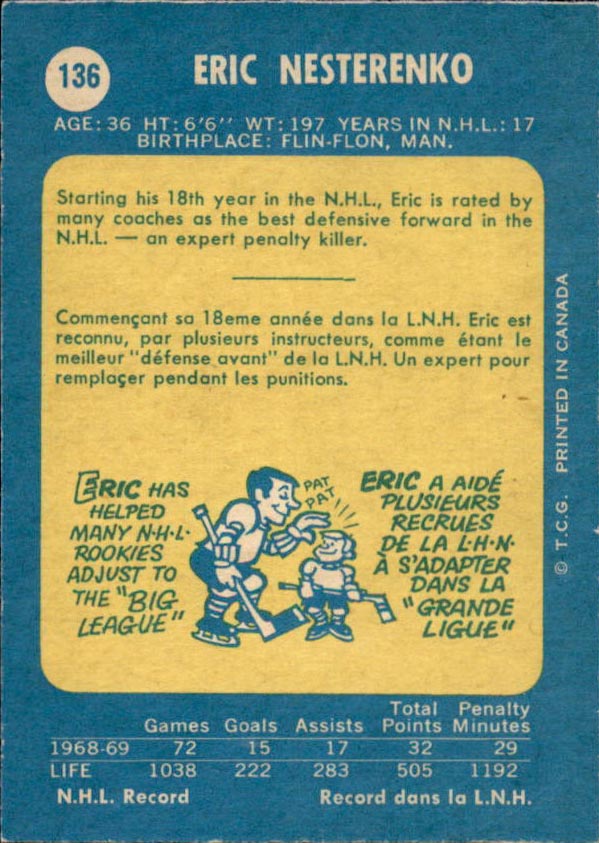 136
ERIC NESTERENKO
AGE: 36 HT: 6'6'' WT: 197 YEARS IN N.H.L.: 17
BIRTHPLACE: FLIN-FLON, MAN.
Starting his 18th year in the N.H.L., Eric is rated by
many coaches as the best defensive forward in the
N.H.L. — an expert penalty killer.
Commençant sa 18eme année dans la L.N.H. Eric est
reconnu, par plusieurs instructeurs, comme étant le
meilleur "défense avant" de la L.N.H. Un expert pour
remplaçer pendant les punitions.
ERIC HAS
HELPED
MANY N·H·L·
ROOKIES
ADJUST TO
THE "BIG
LEAGUE"
PAT
PAT
ERIC A AIDÉ
PLUSIEURS
RECRUES
DE LA L·H·N·
À S'ADAPTER
DANS LA
"GRANDE
LIGUE"
© T.C.G. PRINTED IN CANADA
Total Penalty
Games Goals Assists Points Minutes
1968-69 72 15 17 32 29
LIFE 1038 222 283 505 1192
N.H.L. Record Record dans la L.N.H.